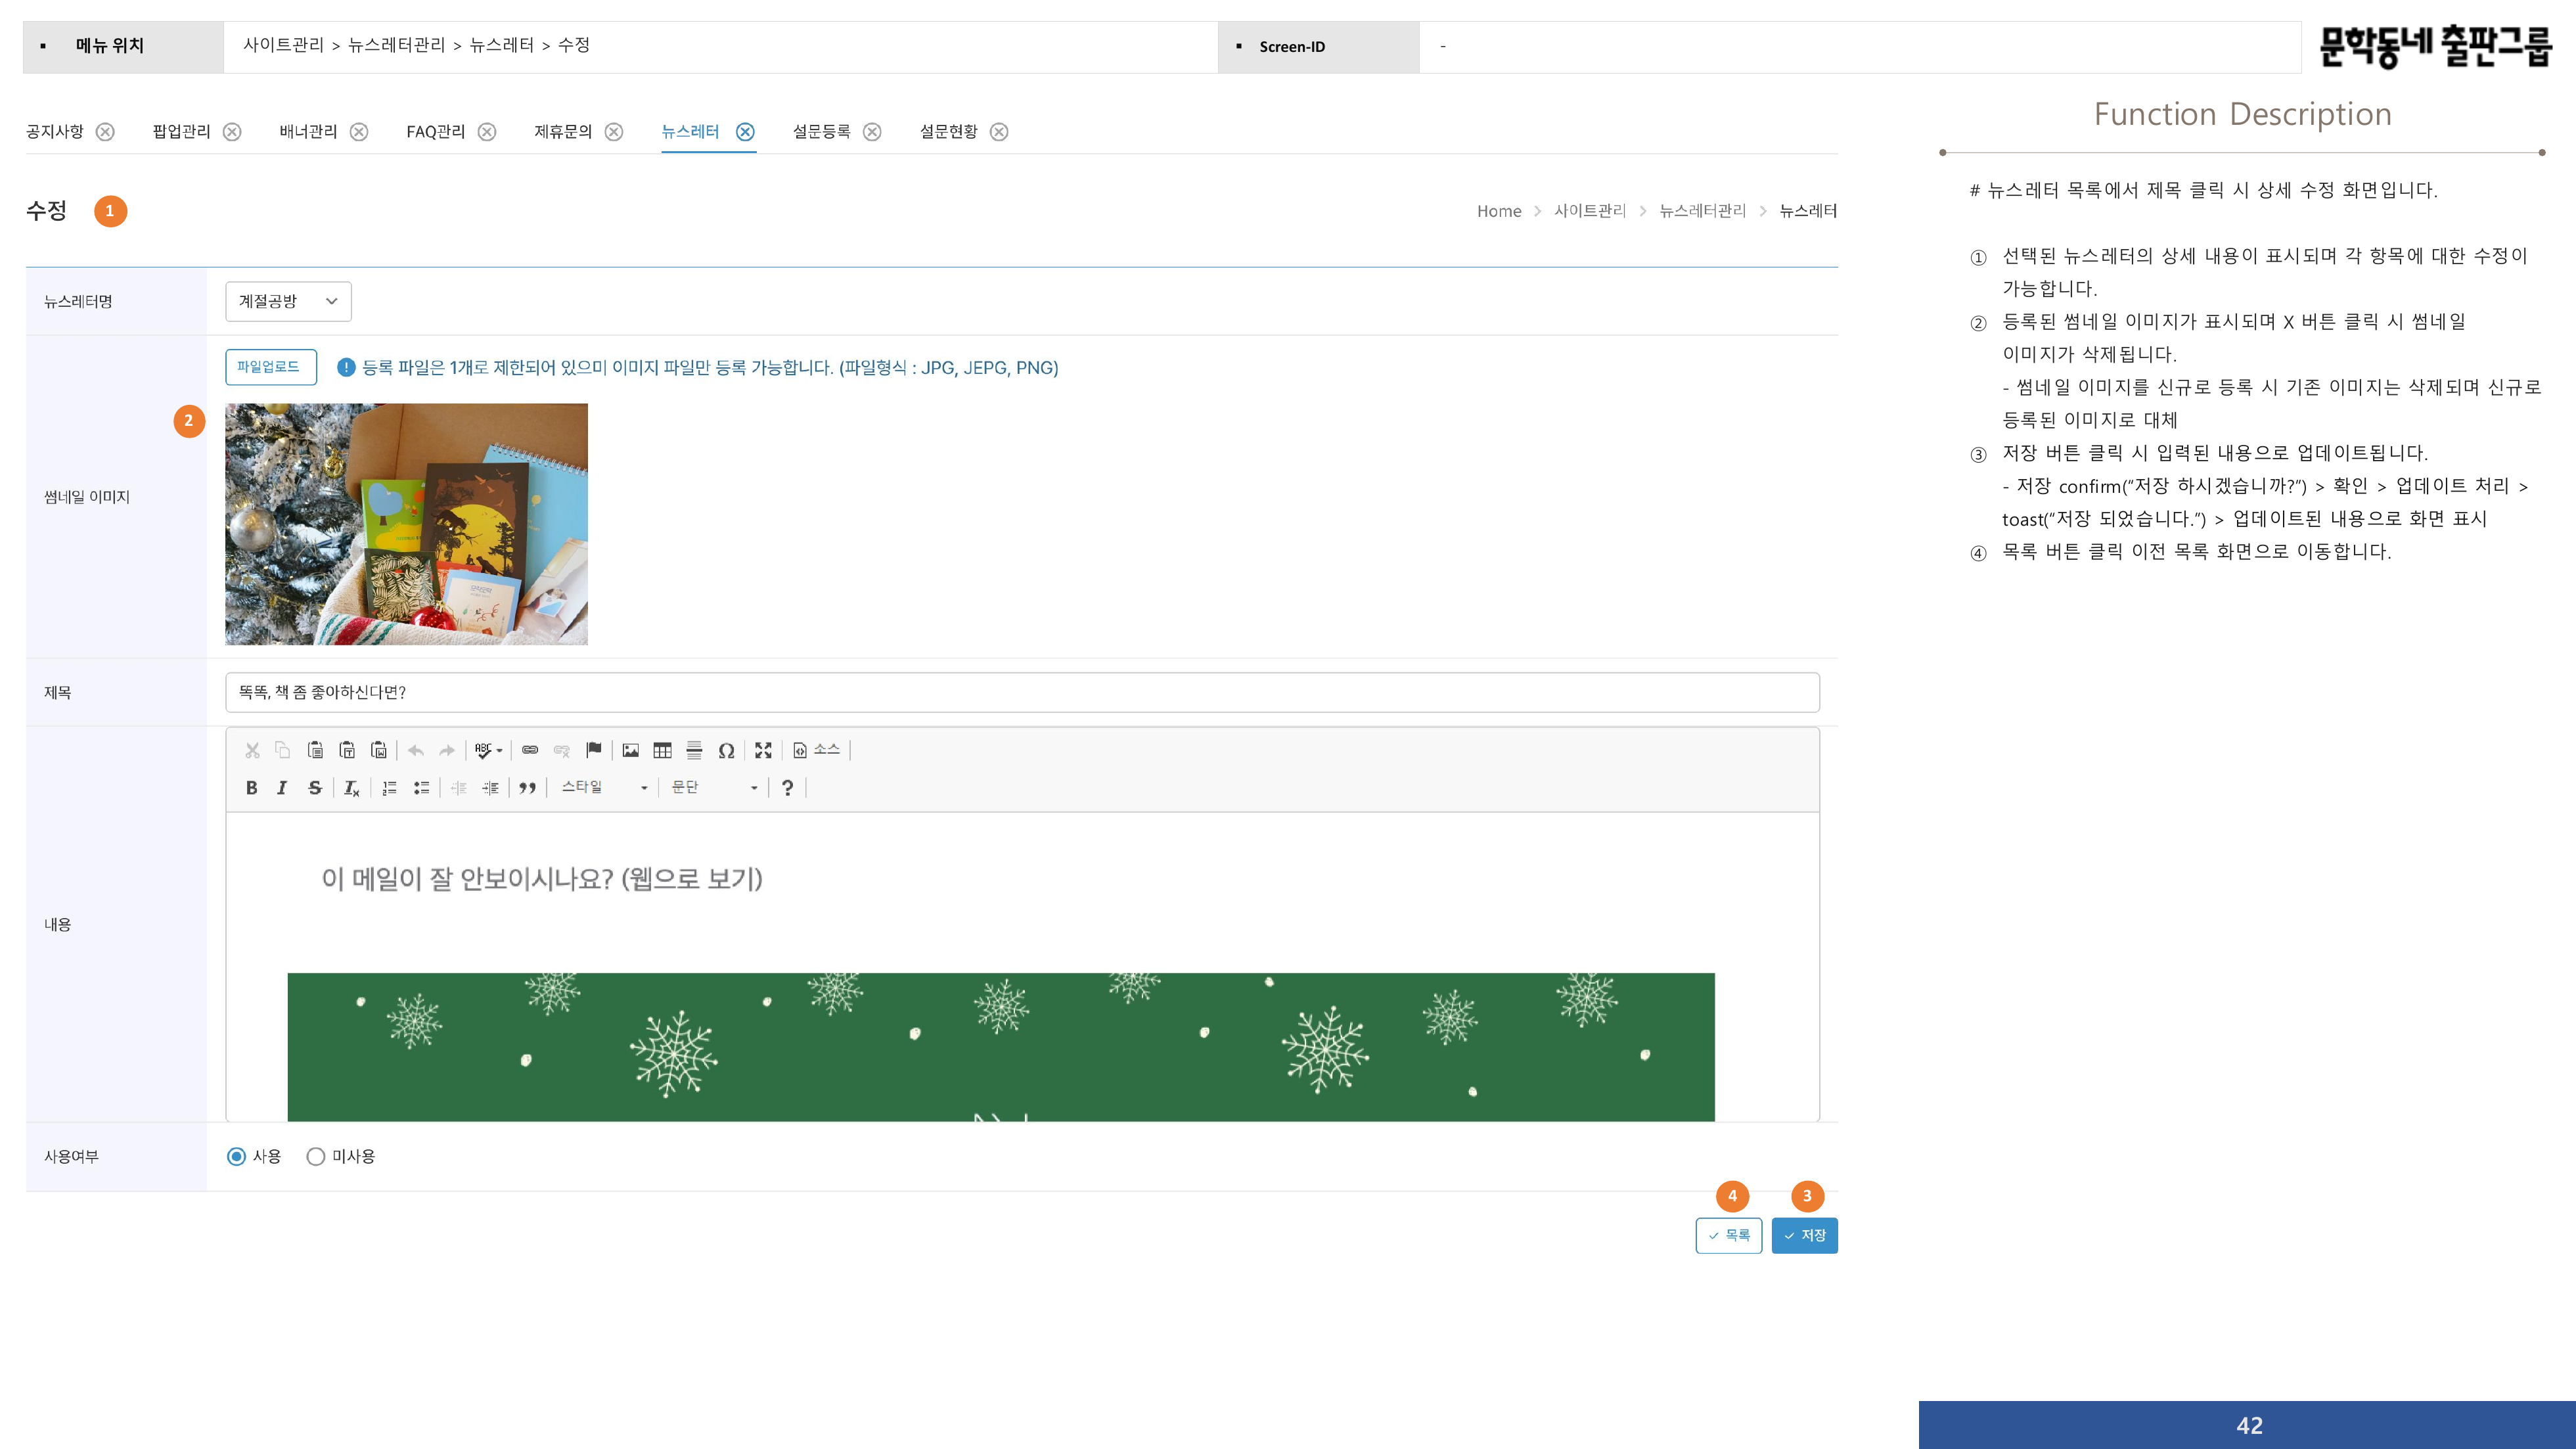 ▪ 메뉴 위치
사이트관리 > 뉴스레터관리 > 뉴스레터 > 수정
▪ Screen-ID
-
문학동네 출판그룹
공지사항 팝업관리 배너관리 FAQ관리 제휴문의 뉴스레터 설문등록 설문현황
수정 1
Home > 사이트관리 > 뉴스레터관리 > 뉴스레터
뉴스레터명
계절공방
썸네일 이미지
2
파일업로드
! 등록 파일은 1개로 제한되어 있으미 이미지 파일만 등록 가능합니다. (파일형식 : JPG, JEPG, PNG)
제목
똑똑, 책 좀 좋아하신다면?
내용
ABC Ω 소스
B I S Ix 스타일 문단 ?
이 메일이 잘 안보이시나요? (웹으로 보기)
사용여부
사용 미사용
4 3
목록 저장
Function Description
# 뉴스레터 목록에서 제목 클릭 시 상세 수정 화면입니다.
① 선택된 뉴스레터의 상세 내용이 표시되며 각 항목에 대한 수정이
가능합니다.
② 등록된 썸네일 이미지가 표시되며 X 버튼 클릭 시 썸네일
이미지가 삭제됩니다.
- 썸네일 이미지를 신규로 등록 시 기존 이미지는 삭제되며 신규로
등록된 이미지로 대체
③ 저장 버튼 클릭 시 입력된 내용으로 업데이트됩니다.
- 저장 confirm(“저장 하시겠습니까?”) > 확인 > 업데이트 처리 >
toast(“저장 되었습니다.”) > 업데이트된 내용으로 화면 표시
④ 목록 버튼 클릭 이전 목록 화면으로 이동합니다.
42